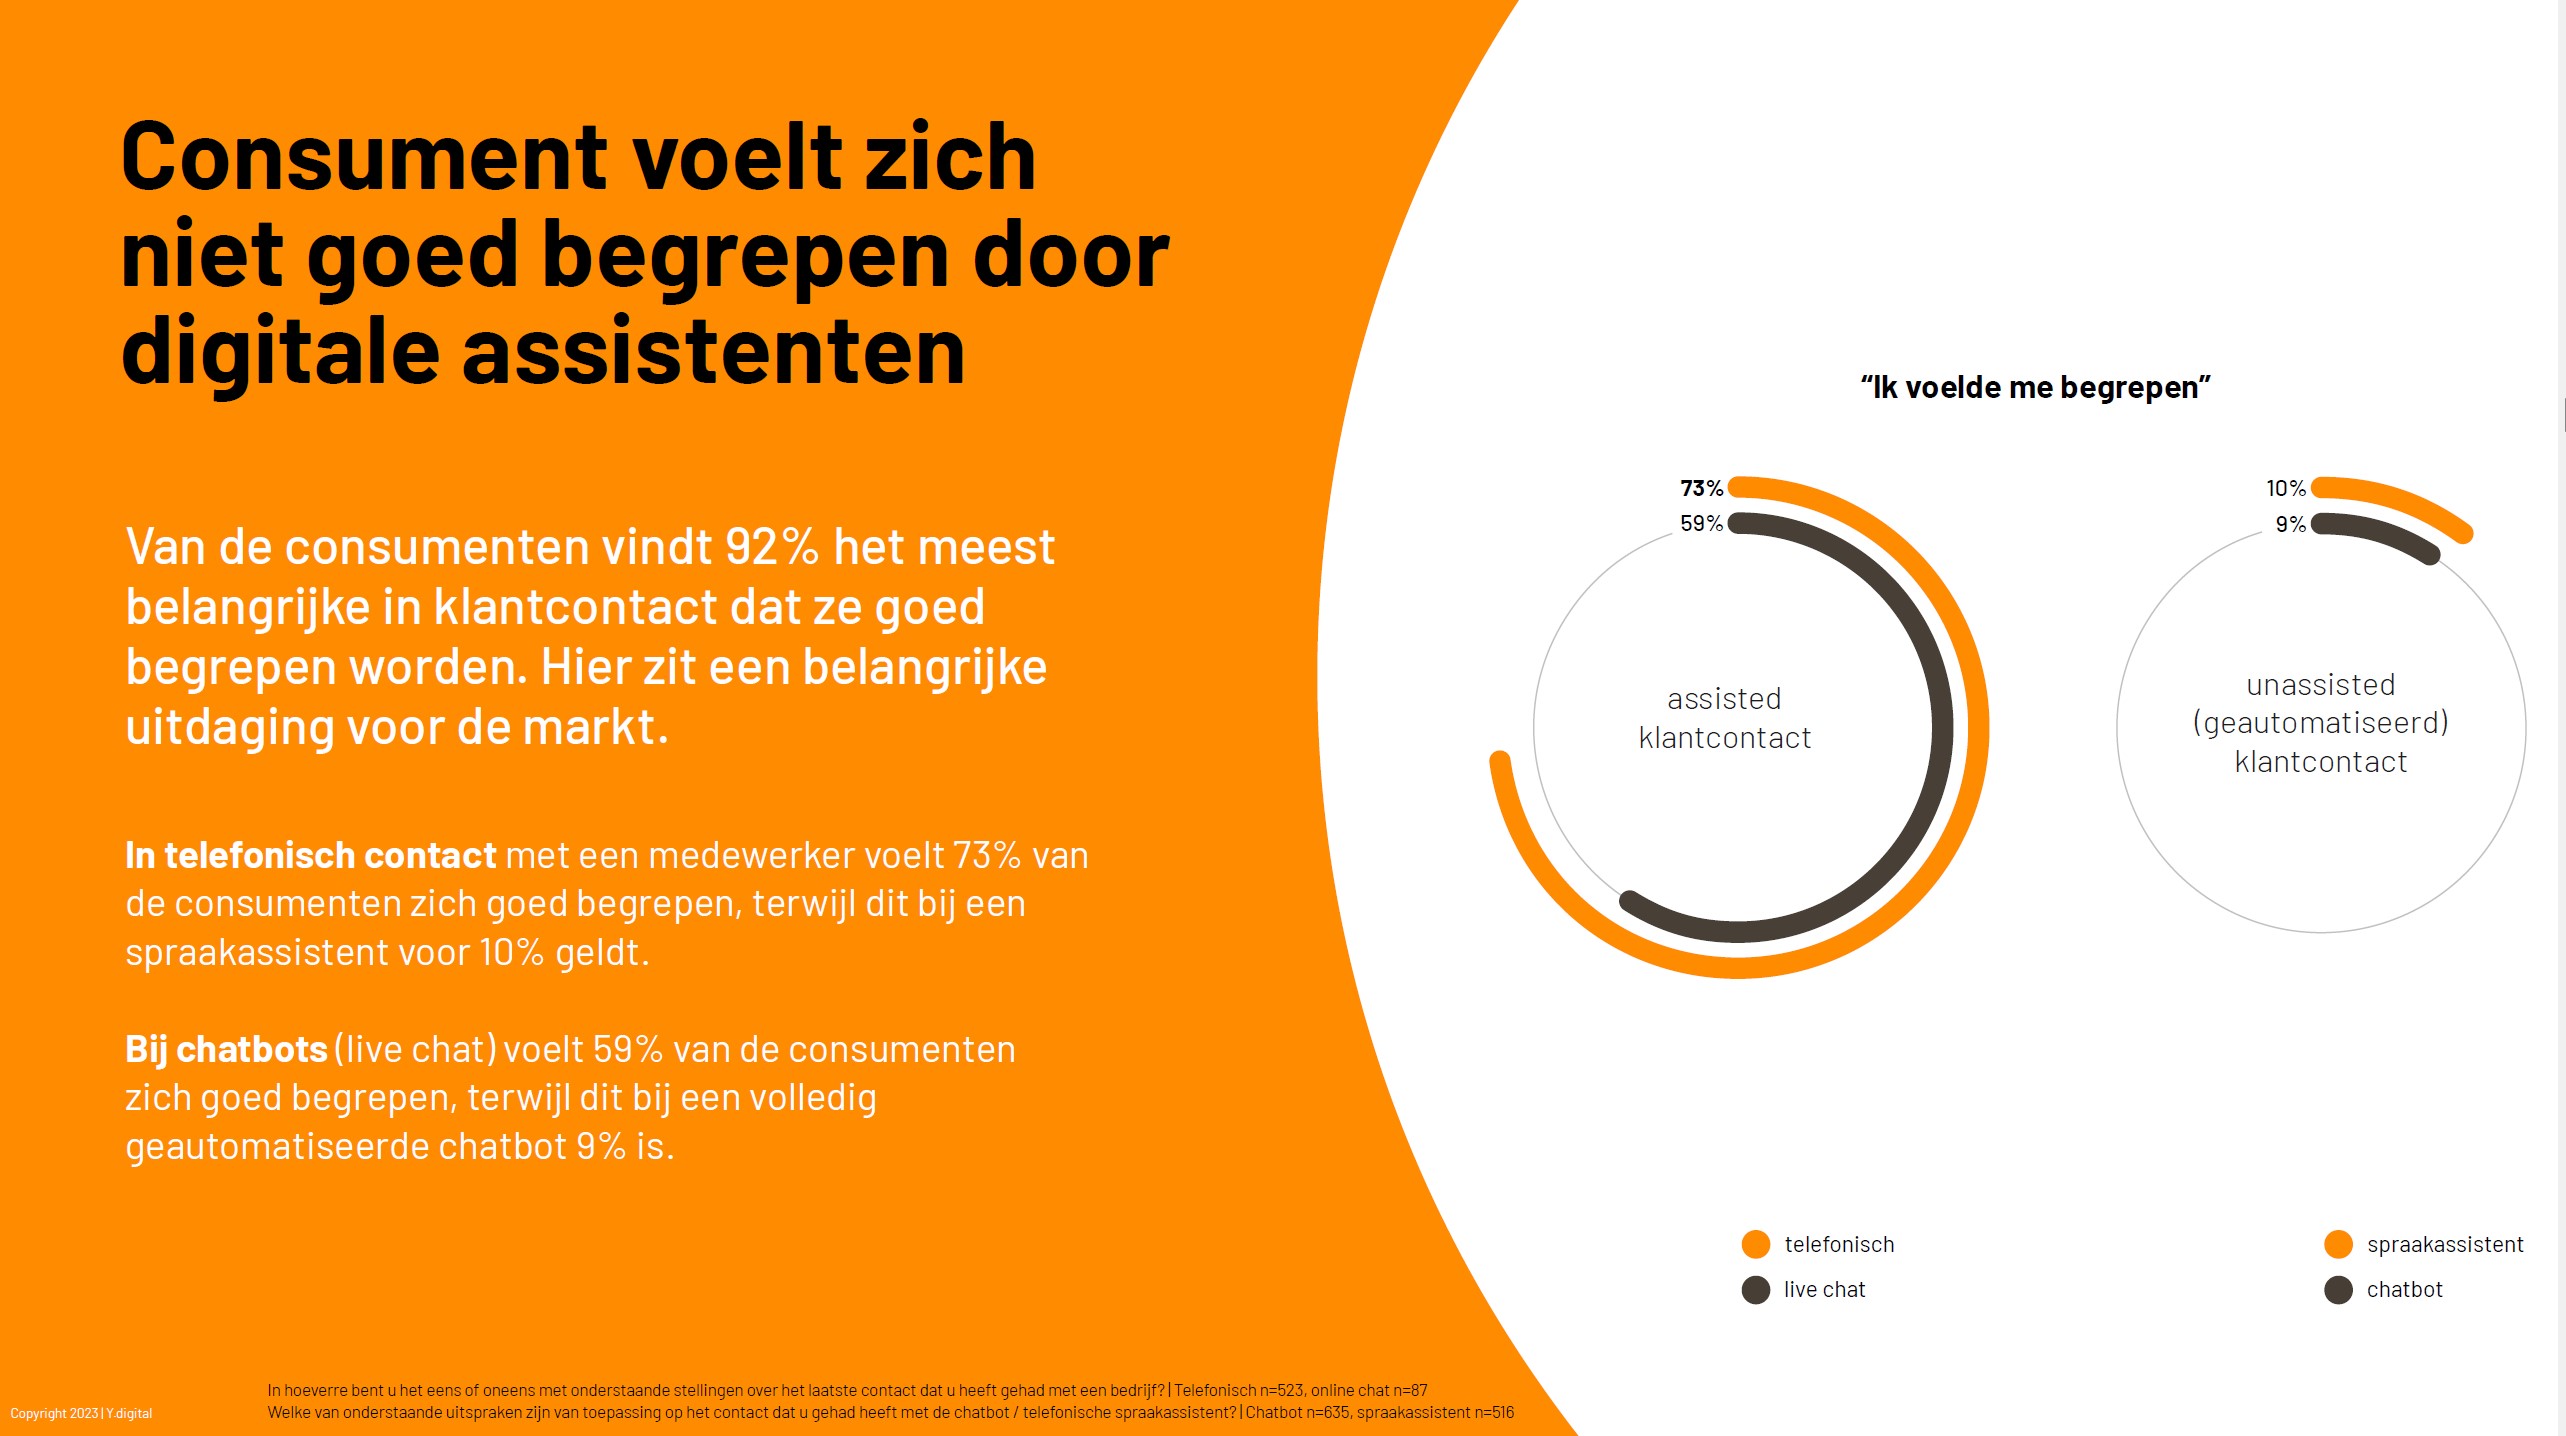 Consument voelt zich
niet goed begrepen door
digitale assistenten
Van de consumenten vindt 92% het meest
belangrijke in klantcontact dat ze goed
begrepen worden. Hier zit een belangrijke
uitdaging voor de markt.
In telefonisch contact met een medewerker voelt 73% van
de consumenten zich goed begrepen, terwijl dit bij een
spraakassistent voor 10% geldt.
Bij chatbots (live chat) voelt 59% van de consumenten
zich goed begrepen, terwijl dit bij een volledig
geautomatiseerde chatbot 9% is.
“Ik voelde me begrepen”
73%
59%
assisted
klantcontact
telefonisch
live chat
10%
9%
unassisted
(geautomatiseerd)
klantcontact
spraakassistent
chatbot
In hoeverre bent u het eens of oneens met onderstaande stellingen over het laatste contact dat u heeft gehad met een bedrijf? | Telefonisch n=523, online chat n=87
Welke van onderstaande uitspraken zijn van toepassing op het contact dat u gehad heeft met de chatbot / telefonische spraakassistent? | Chatbot n=635, spraakassistent n=516
Copyright 2023 | Y.digital